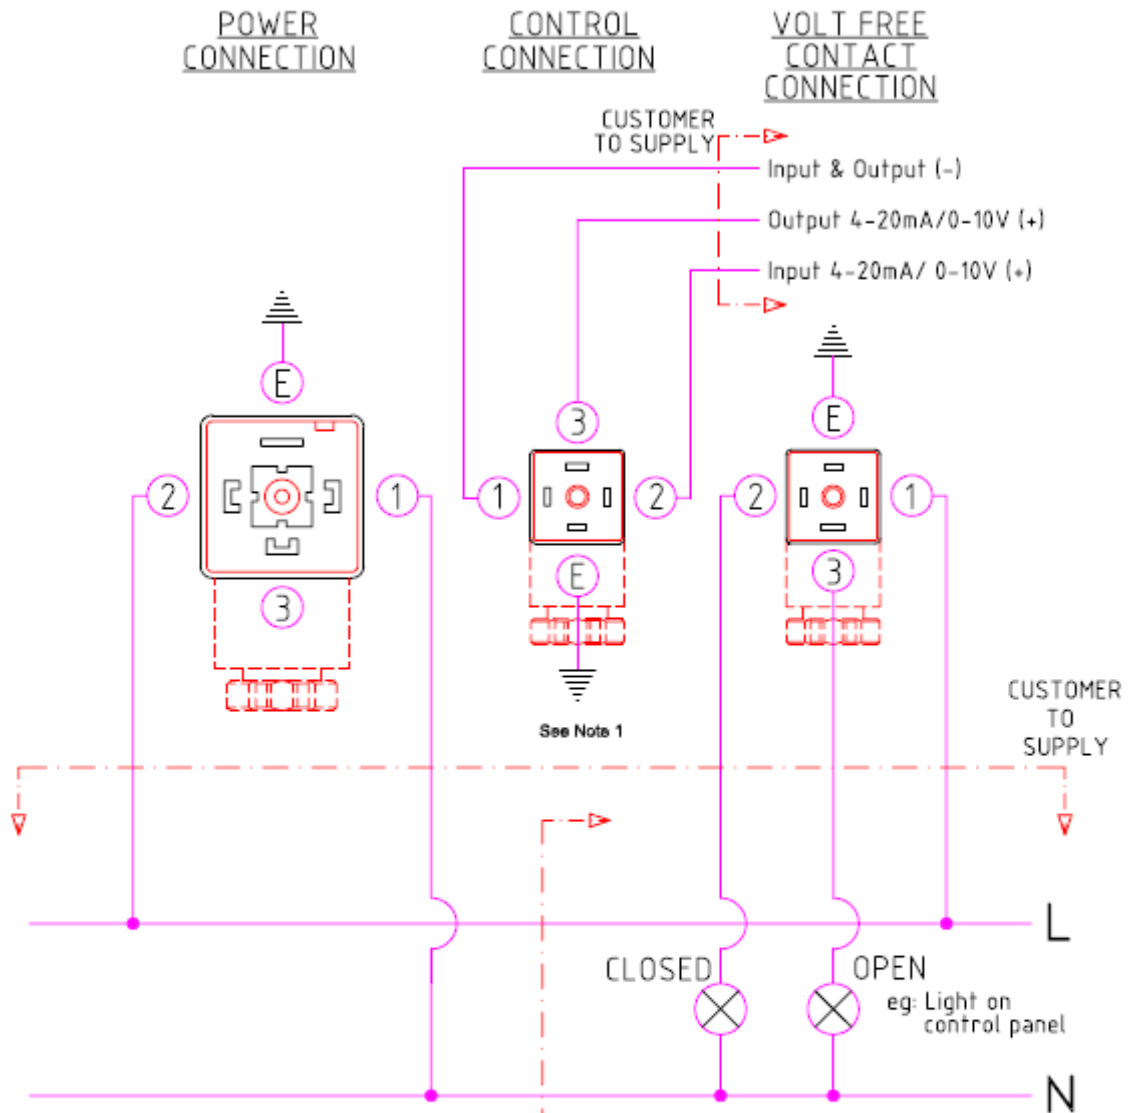 POWER
CONNECTION
CONTROL
CONNECTION
VOLT FREE
CONTACT
CONNECTION
CUSTOMER
TO SUPPLY
Input & Output (-)
Output 4-20mA/0-10V (+)
Input 4-20mA/ 0-10V (+)
E
2
1
3
3
1
2
E
See Note 1
E
2
1
3
CUSTOMER
TO
SUPPLY
L
CLOSED
OPEN
eg: Light on
control panel
N